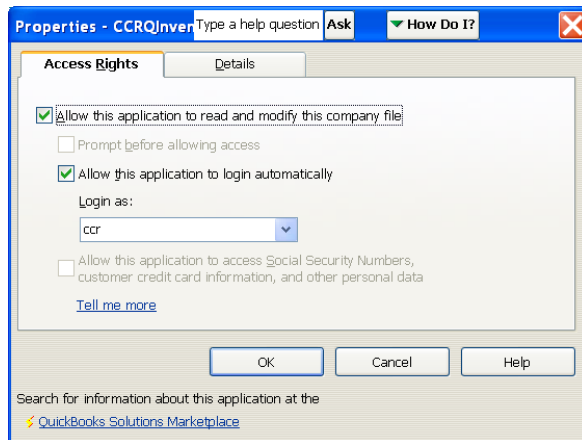 Properties - CCRQInven
Type a help question
Ask
How Do I?
Access Rights
Details
Allow this application to read and modify this company file
Prompt before allowing access
Allow this application to login automatically
Login as:
ccr
Allow this application to access Social Security Numbers,
customer credit card information, and other personal data
Tell me more
OK
Cancel
Help
Search for information about this application at the
QuickBooks Solutions Marketplace